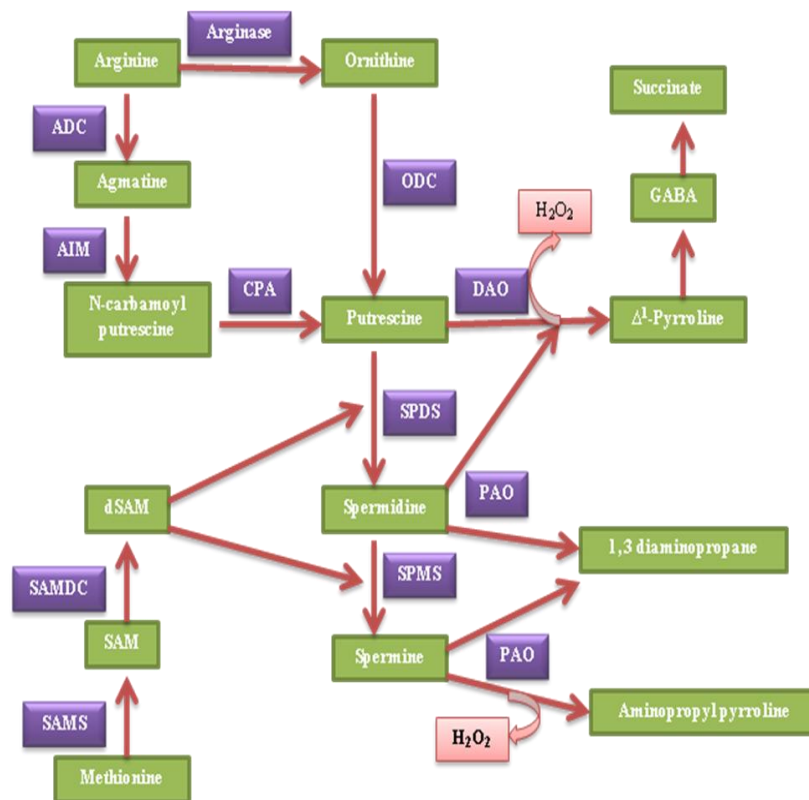 Arginase
Arginine
Ornithine
Succinate
ADC
Agmatine
ODC
GABA
H₂O₂
AIM
N-carbamoyl
putrescine
CPA
Putrescine
DAO
Δ¹-Pyrroline
SPDS
dSAM
Spermidine
PAO
1,3 diaminopropane
SPMS
SAMDC
SAM
Spermine
PAO
Aminopropyl pyrroline
SAMS
H₂O₂
Methionine